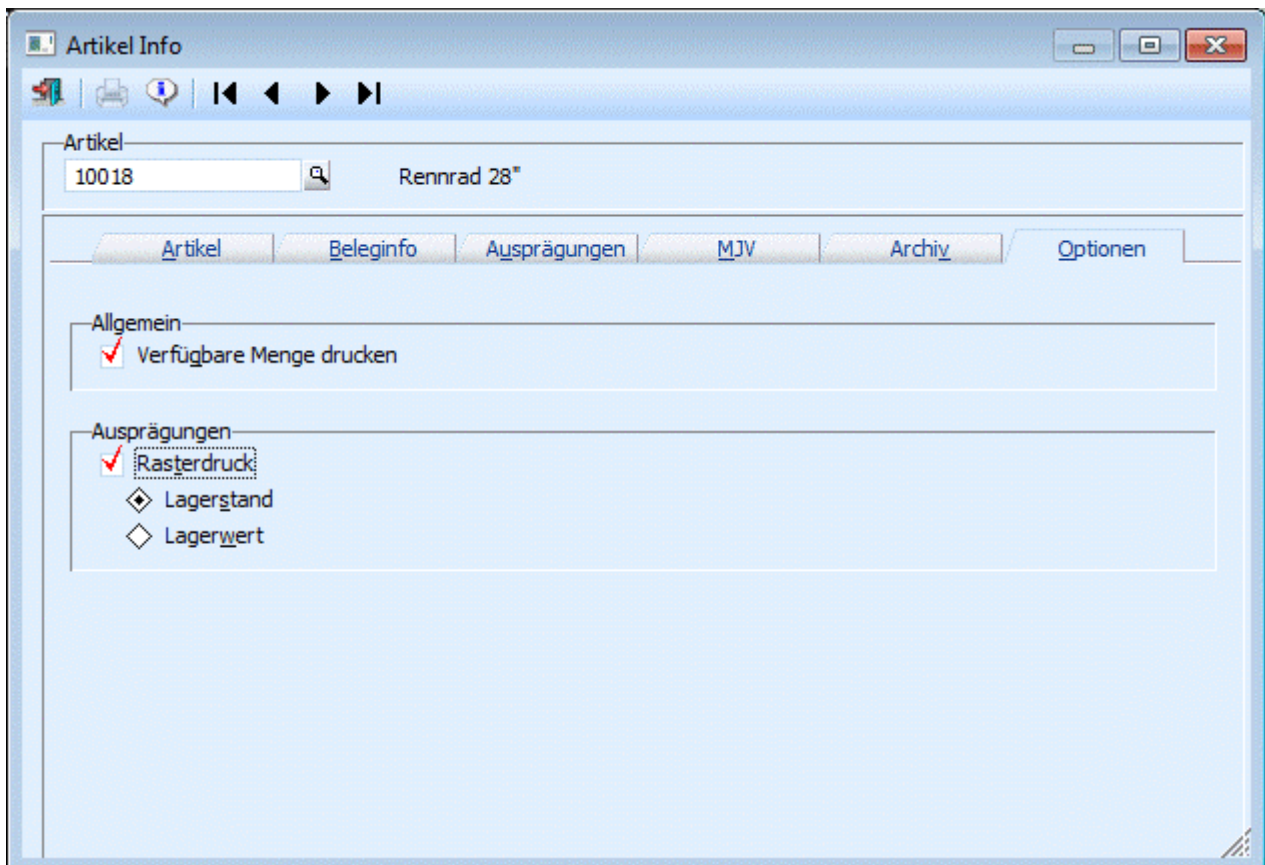 Artikel Info
Artikel
10018 Rennrad 28"
Artikel Beleginfo Ausprägungen MJV Archiv Optionen
Allgemein
Verfügbare Menge drucken
Ausprägungen
Rasterdruck
Lagerstand
Lagerwert